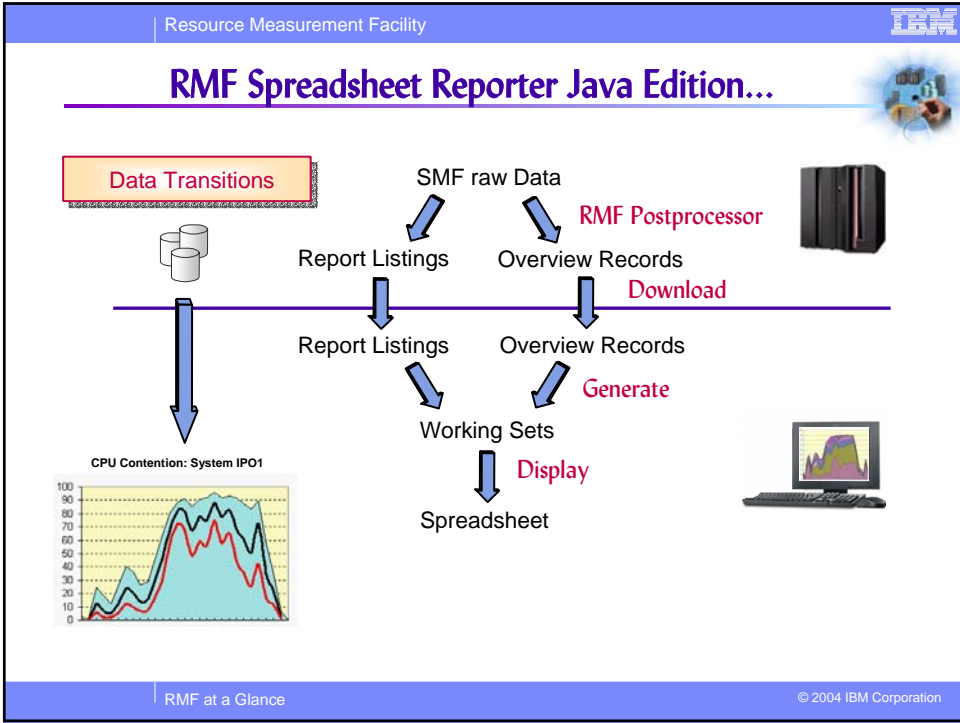 Resource Measurement Facility
IBM
RMF Spreadsheet Reporter Java Edition...
Data Transitions
SMF raw Data
RMF Postprocessor
Report Listings
Overview Records
Download
Report Listings
Overview Records
Generate
Working Sets
CPU Contention: System IPO1
Display
Spreadsheet
100
90
80
70
60
50
40
30
20
10
0
RMF at a Glance
© 2004 IBM Corporation